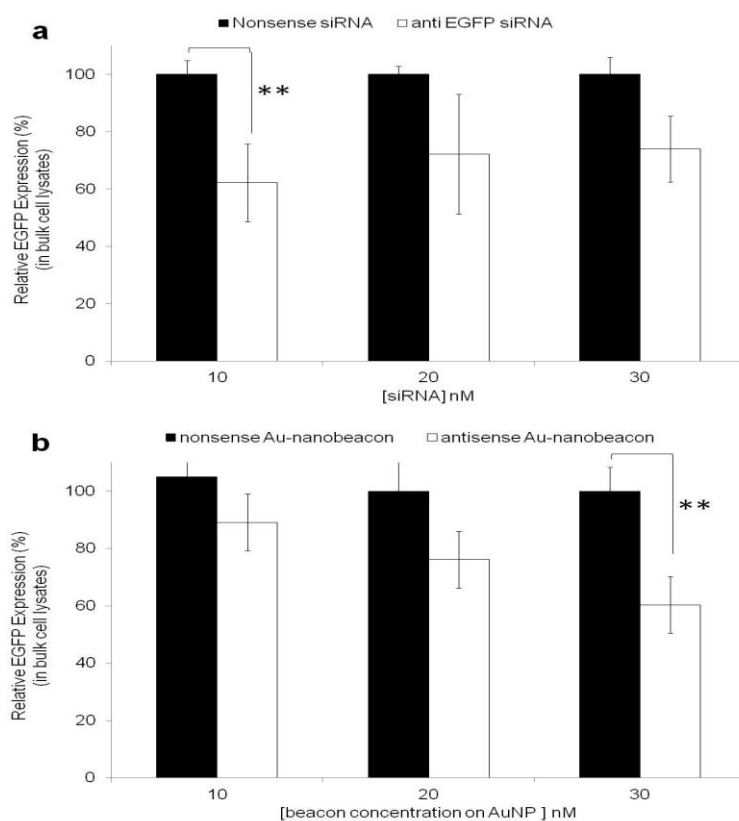 a
■Nonsense siRNA □anti EGFP siRNA
Relative EGFP Expression (%)
(in bulk cell lysates)
100
80
60
40
20
0
**
10 20 30
[siRNA] nM
b
■nonsense Au-nanobeacon □antisense Au-nanobeacon
Relative EGFP Expression (%)
(in bulk cell lysates)
100
80
60
40
20
0
**
10 20 30
[beacon concentration on AuNP ] nM